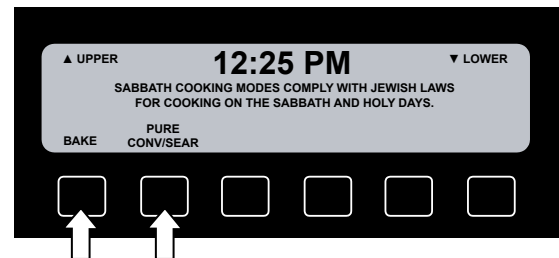 ▲ UPPER 12:25 PM ▼ LOWER
SABBATH COOKING MODES COMPLY WITH JEWISH LAWS
FOR COOKING ON THE SABBATH AND HOLY DAYS.
BAKE PURE
CONV/SEAR